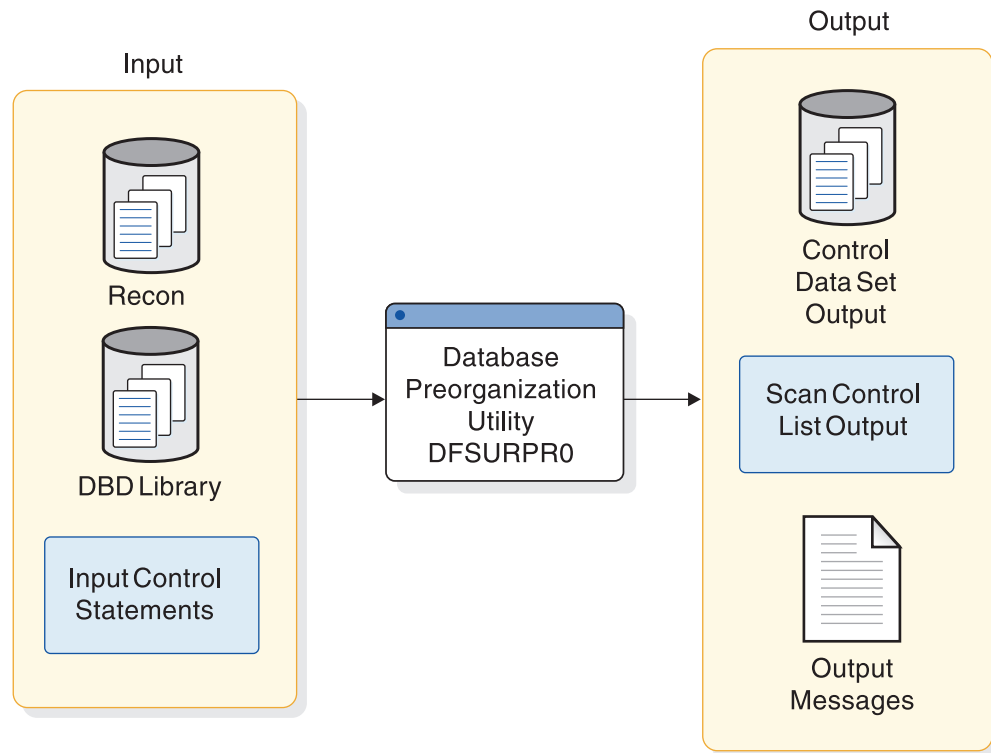 Input
Recon
DBD Library
Input Control
Statements
Database
Preorganization
Utility
DFSURPR0
Output
Control
Data Set
Output
Scan Control
List Output
Output
Messages